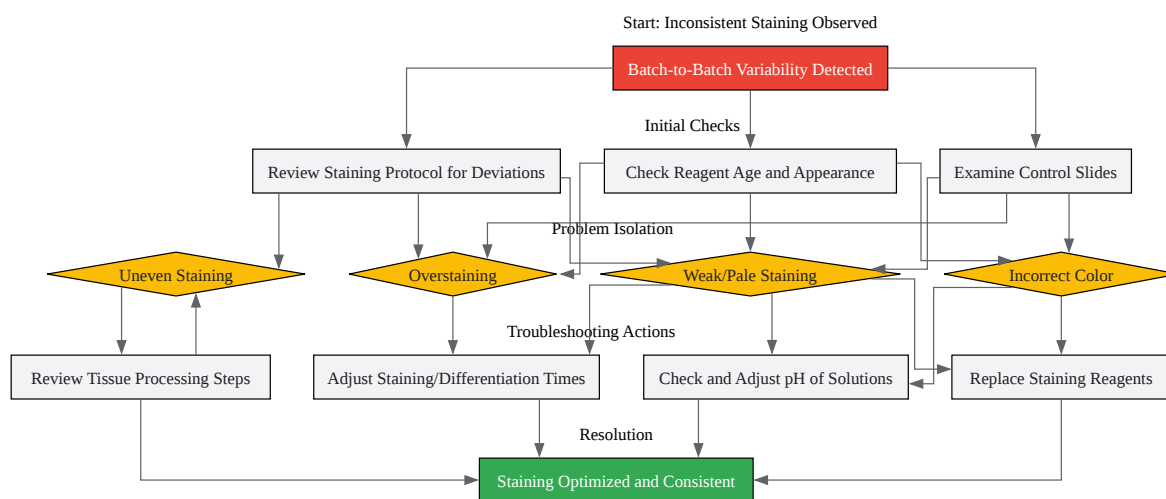 Start: Inconsistent Staining Observed
Batch-to-Batch Variability Detected
Initial Checks
Review Staining Protocol for Deviations
Check Reagent Age and Appearance
Examine Control Slides
Problem Isolation
Uneven Staining
Overstaining
Weak/Pale Staining
Incorrect Color
Troubleshooting Actions
Review Tissue Processing Steps
Adjust Staining/Differentiation Times
Check and Adjust pH of Solutions
Replace Staining Reagents
Resolution
Staining Optimized and Consistent